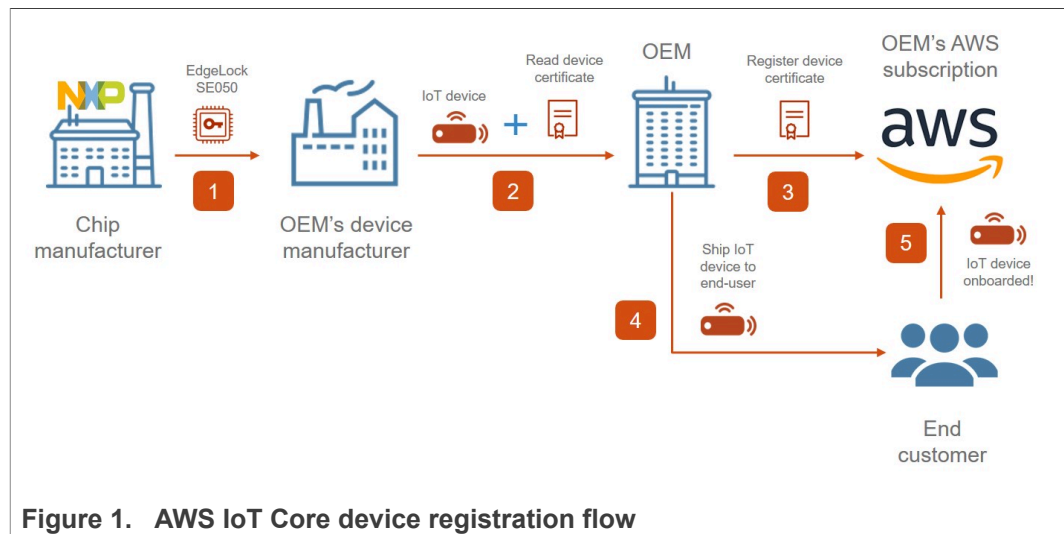 NXP
Chip
manufacturer
EdgeLock
SE050
1
OEM's device
manufacturer
IoT device
+
Read device
certificate
2
OEM
Register device
certificate
3
OEM's AWS
subscription
aws
Ship IoT
device to
end-user
4
5
IoT device
onboarded!
End
customer
Figure 1. AWS IoT Core device registration flow